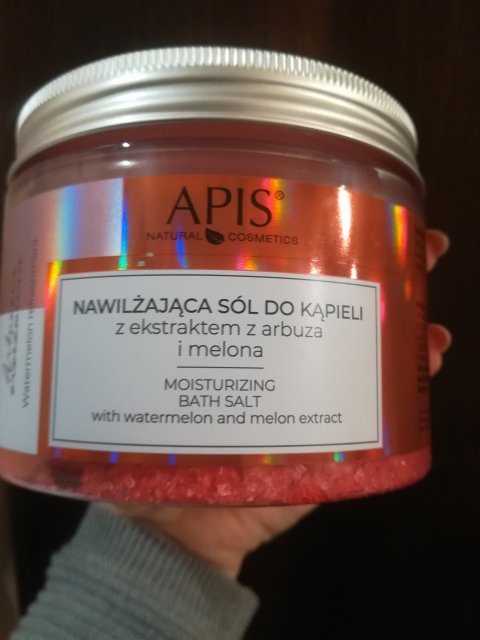 APIS®
NATURAL COSMETICS
NAWILŻAJĄCA SÓL DO KĄPIELI
z ekstraktem z arbuza
i melona
MOISTURIZING
BATH SALT
with watermelon and melon extract
Watermelon refreshment